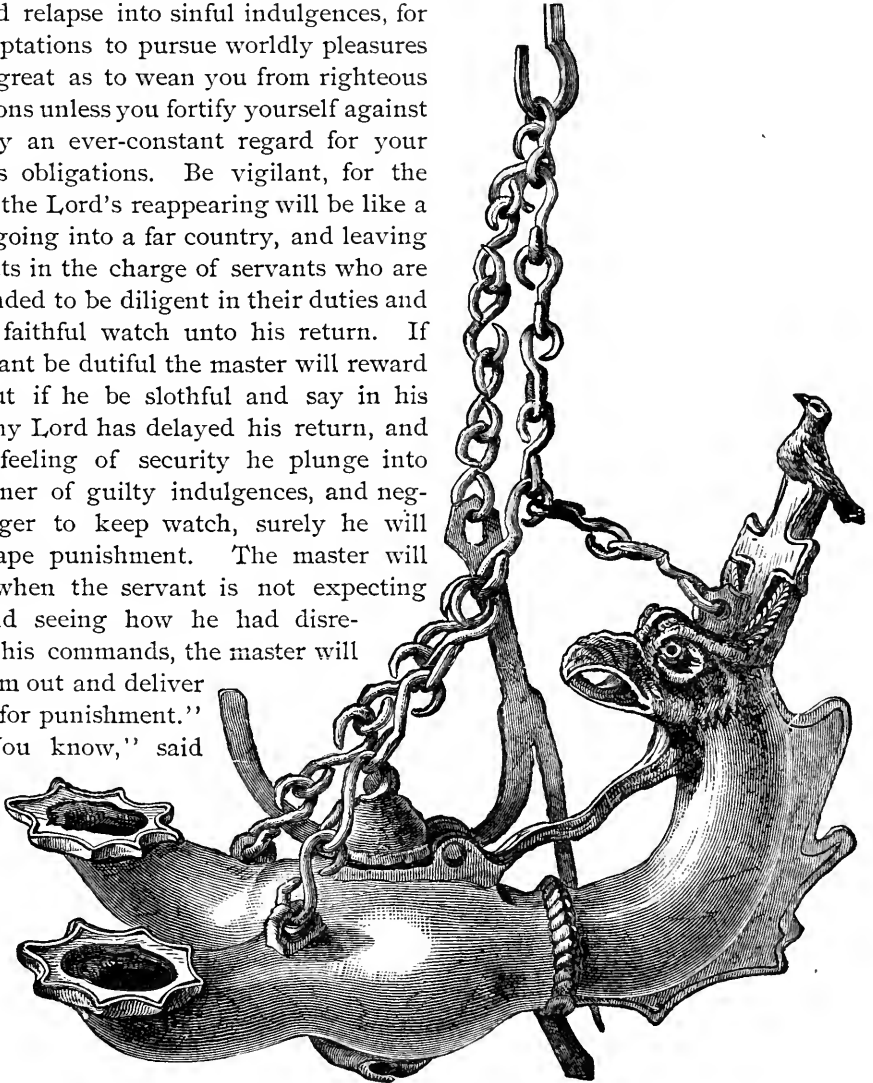 d relapse into sinful indulgences, for
ptations to pursue worldly pleasures
great as to wean you from righteous
ons unless you fortify yourself against
y an ever-constant regard for your
s obligations. Be vigilant, for the
the Lord's reappearing will be like a
going into a far country, and leaving
ts in the charge of servants who are
nded to be diligent in their duties and
faithful watch unto his return. If
ant be dutiful the master will reward
ut if he be slothful and say in his
ny Lord has delayed his return, and
feeling of security he plunge into
ner of guilty indulgences, and neg-
ger to keep watch, surely he will
ape punishment. The master will
when the servant is not expecting
d seeing how he had disre-
his commands, the master will
m out and deliver
for punishment."
ou know," said